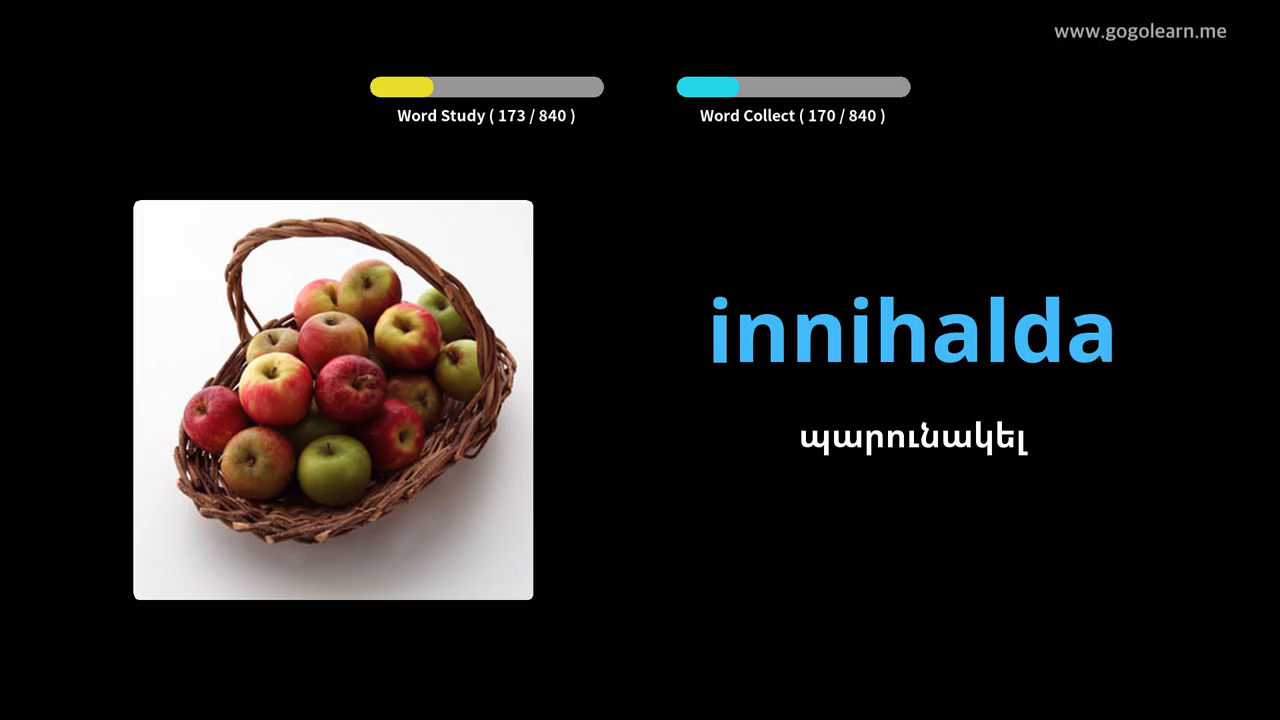 www.gogolearn.me
Word Study ( 173 / 840 )
Word Collect ( 170 / 840 )
innihalda
պարունակել